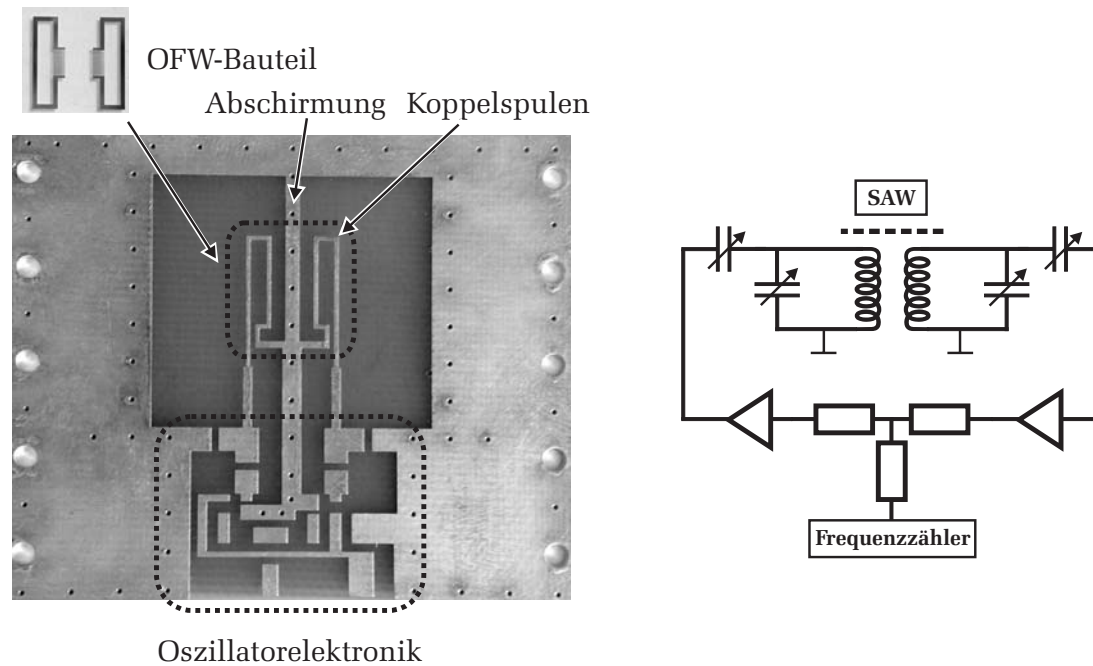 OFW-Bauteil
Abschirmung
Koppelspulen
Oszillatorelektronik
SAW
Frequenzzähler